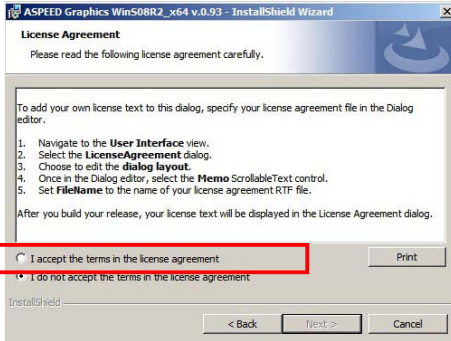 ASPEED Graphics WinS08R2_x64 v.0.93 - InstallShield Wizard
License Agreement
Please read the following license agreement carefully.
To add your own license text to this dialog, specify your license agreement file in the Dialog
editor.
1. Navigate to the User Interface view.
2. Select the LicenseAgreement dialog.
3. Choose to edit the dialog layout.
4. Once in the Dialog editor, select the Memo ScrollableText control.
5. Set FileName to the name of your license agreement RTF file.
After you build your release, your license text will be displayed in the License Agreement dialog.
I accept the terms in the license agreement
Print
I do not accept the terms in the license agreement
InstallShield
< Back Next > Cancel